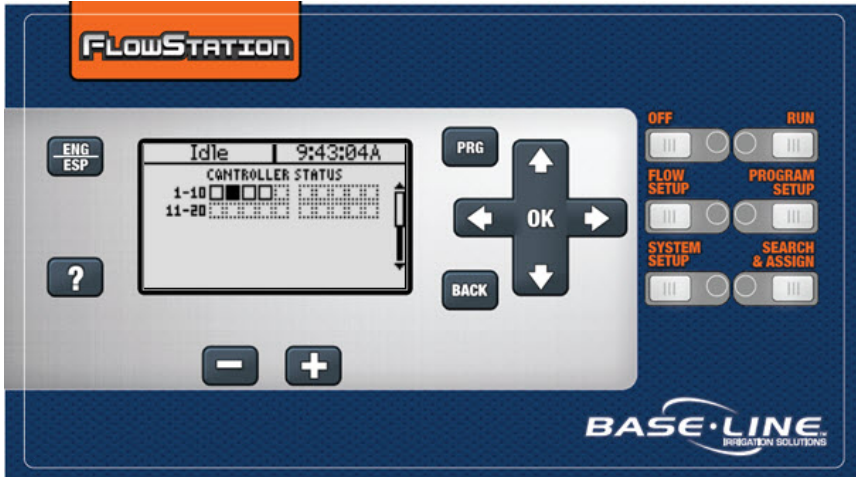 FLOWSTATION
ENG
ESP
?
Idle 9:43:04A
CONTROLLER STATUS
1-10
11-20
PRG
OK
BACK
OFF RUN
FLOW SETUP
PROGRAM SETUP
SYSTEM SETUP
SEARCH & ASSIGN
BASE·LINE™
IRRIGATION SOLUTIONS